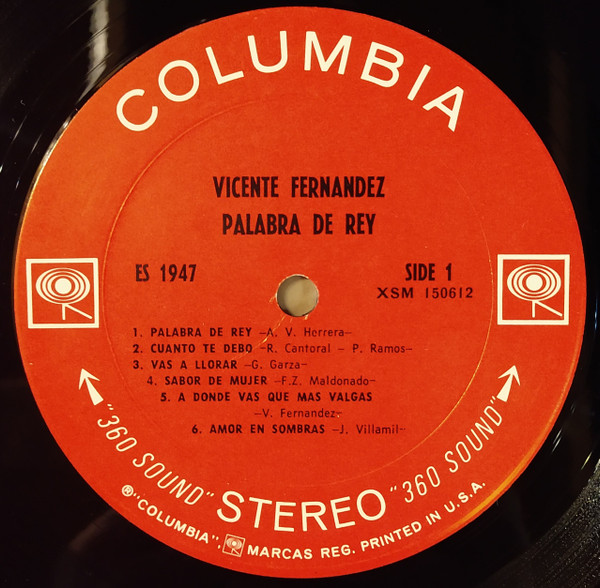 COLUMBIA
VICENTE FERNANDEZ
PALABRA DE REY
ES 1947
SIDE 1
XSM 150612
1. PALABRA DE REY –A. V. Herrera–
2. CUANTO TE DEBO –R. Cantoral – P. Ramos–
3. VAS A LLORAR –G. Garza–
4. SABOR DE MUJER –F.Z. Maldonado–
5. A DONDE VAS QUE MAS VALGAS
–V. Fernandez–
6. AMOR EN SOMBRAS –J. Villamil–
"360 SOUND" STEREO "360 SOUND"
®"COLUMBIA", MARCAS REG. PRINTED IN U.S.A.